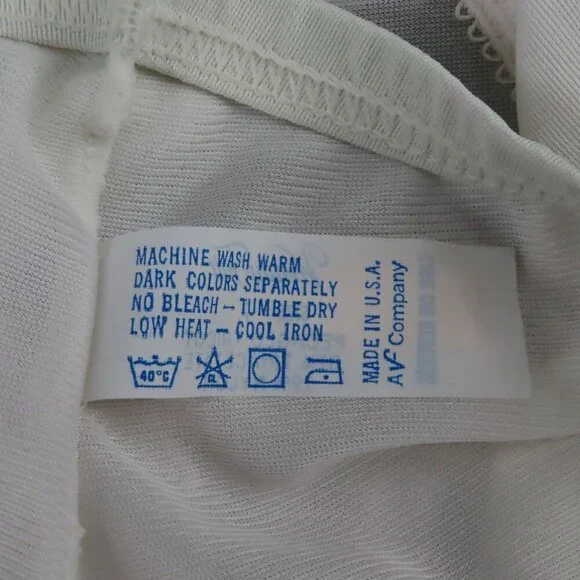 MACHINE WASH WARM
DARK COLORS SEPARATELY
NO BLEACH – TUMBLE DRY
LOW HEAT – COOL IRON
40°C
CL
MADE IN U.S.A.
AVF Company